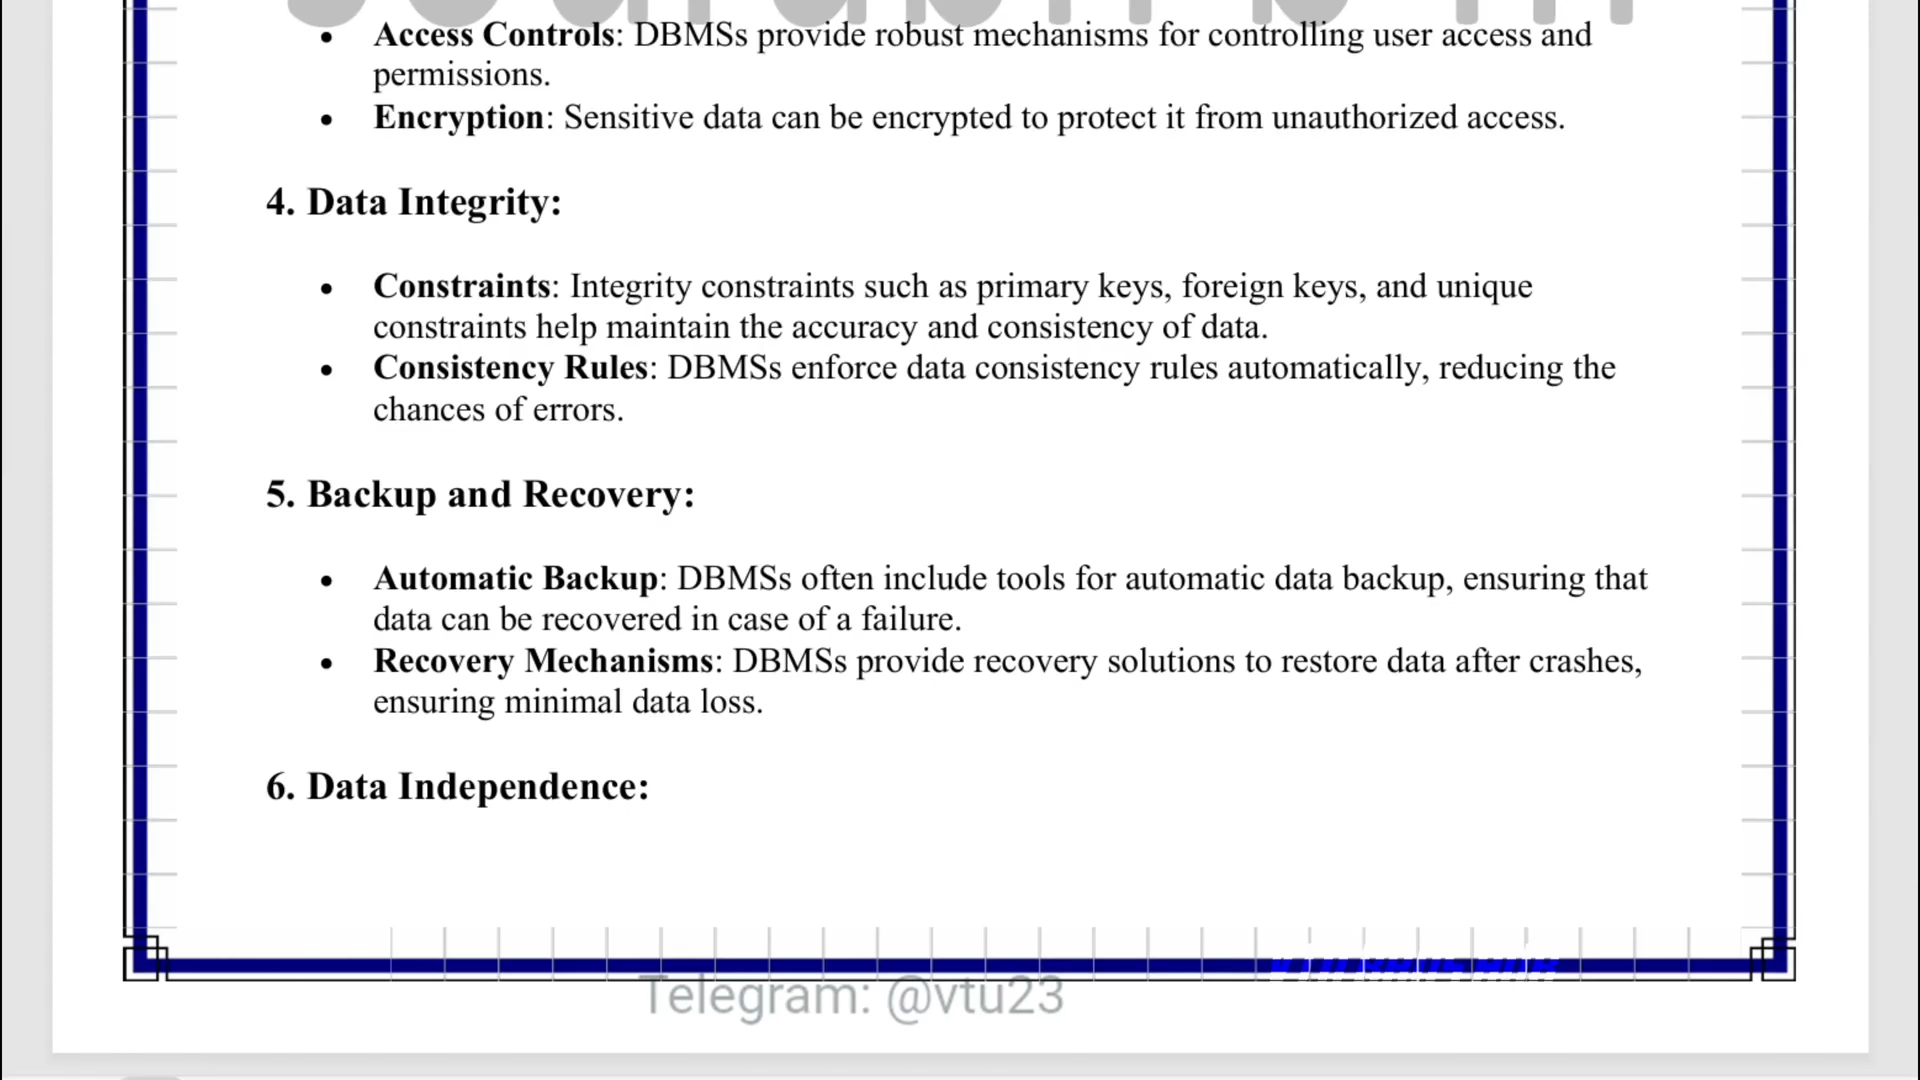 • Access Controls: DBMSs provide robust mechanisms for controlling user access and
permissions.
• Encryption: Sensitive data can be encrypted to protect it from unauthorized access.
4. Data Integrity:
• Constraints: Integrity constraints such as primary keys, foreign keys, and unique
constraints help maintain the accuracy and consistency of data.
• Consistency Rules: DBMSs enforce data consistency rules automatically, reducing the
chances of errors.
5. Backup and Recovery:
• Automatic Backup: DBMSs often include tools for automatic data backup, ensuring that
data can be recovered in case of a failure.
• Recovery Mechanisms: DBMSs provide recovery solutions to restore data after crashes,
ensuring minimal data loss.
6. Data Independence:
Telegram: @vtu23